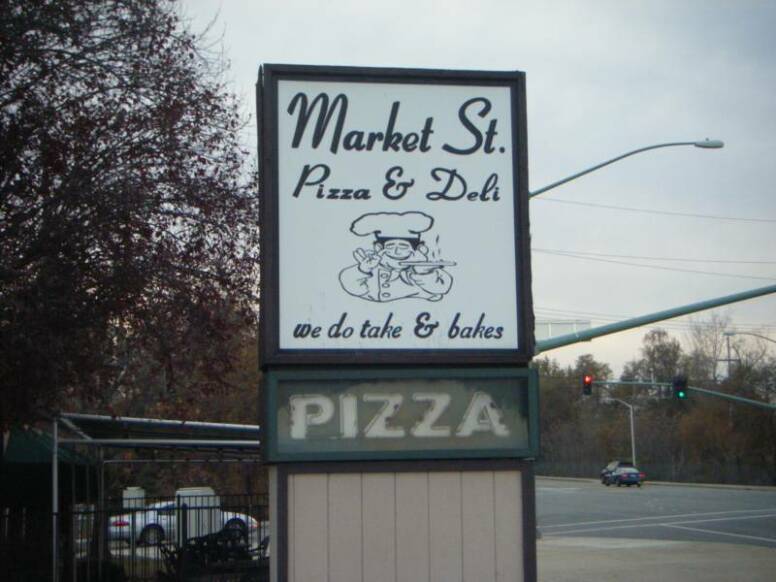 Market St.
Pizza & Deli
we do take & bakes
PIZZA